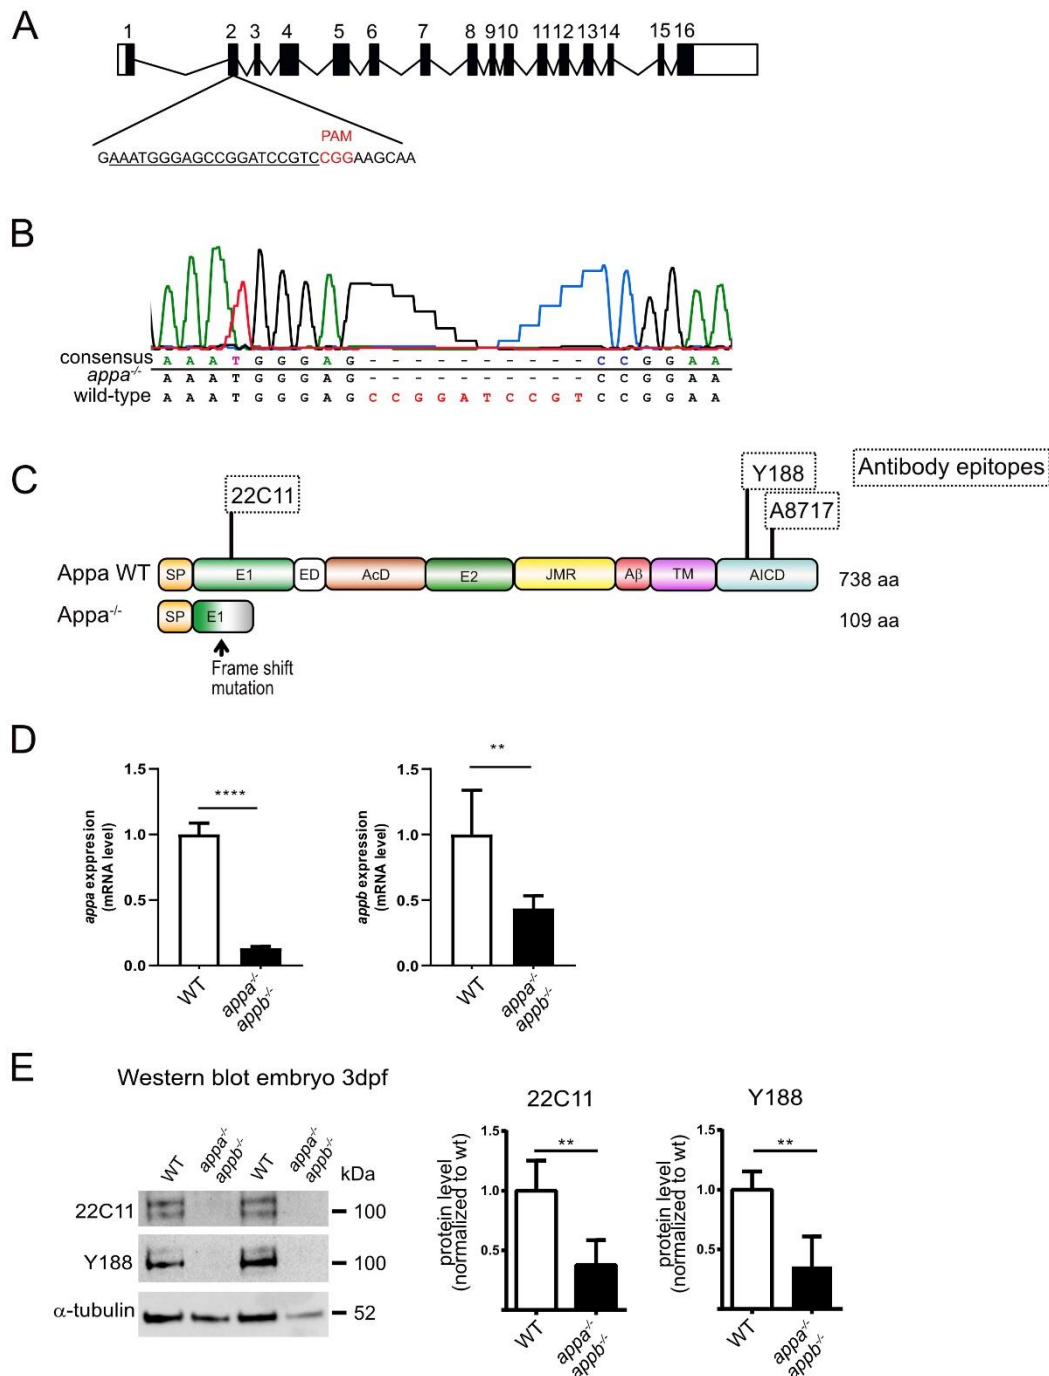 A
1 2 3 4 5 6 7 8 9 10 11 12 13 14 15 16
PAM
GAAATGGGAGCCGGATCCGTCCGGAAGCAA
B
consensus A A A T G G G A G - - - - - - - - - - C C G G A A
appa-/- A A A T G G G A G - - - - - - - - - - C C G G A A
wild-type A A A T G G G A G C C G G A T C C G T C C G G A A
C
22C11
Y188
A8717
Antibody epitopes
Appa WT SP E1 ED AcD E2 JMR Aβ TM AICD 738 aa
Appa-/- SP E1 109 aa
Frame shift
mutation
D
appa exppression
(mRNA level)
1.5
1.0
0.5
0.0
****
WT
appa-/-
appb-/-
appb expression
(mRNA level)
1.5
1.0
0.5
0.0
**
WT
appa-/-
appb-/-
E
Western blot embryo 3dpf
WT
appa-/-
appb-/-
WT
appa-/-
appb-/-
kDa
22C11 100
Y188 100
α-tubulin 52
22C11
protein level
(normalized to wt)
1.5
1.0
0.5
**
WT
appa-/-
appb-/-
Y188
protein level
(normalized to wt)
1.5
1.0
0.5
**
WT
appa-/-
appb-/-